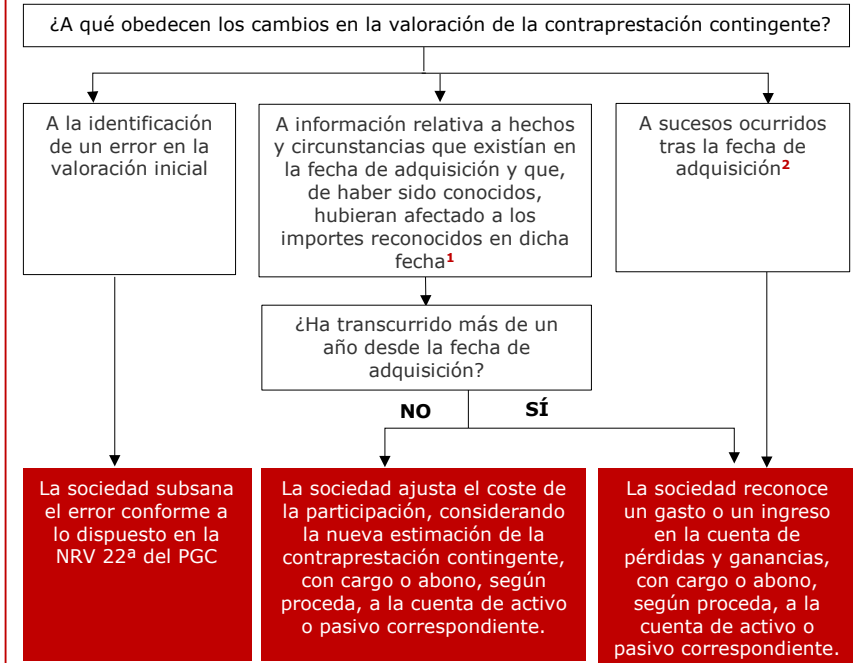 ¿A qué obedecen los cambios en la valoración de la contraprestación contingente?
A la identificación
de un error en la
valoración inicial
A información relativa a hechos
y circunstancias que existían en
la fecha de adquisición y que,
de haber sido conocidos,
hubieran afectado a los
importes reconocidos en dicha
fecha1
A sucesos ocurridos
tras la fecha de
adquisición2
¿Ha transcurrido más de un
año desde la fecha de
adquisición?
NO
SÍ
La sociedad subsana
el error conforme a
lo dispuesto en la
NRV 22ª del PGC
La sociedad ajusta el coste de
la participación, considerando
la nueva estimación de la
contraprestación contingente,
con cargo o abono, según
proceda, a la cuenta de activo
o pasivo correspondiente.
La sociedad reconoce
un gasto o un ingreso
en la cuenta de
pérdidas y ganancias,
con cargo o abono,
según proceda, a la
cuenta de activo o
pasivo correspondiente.